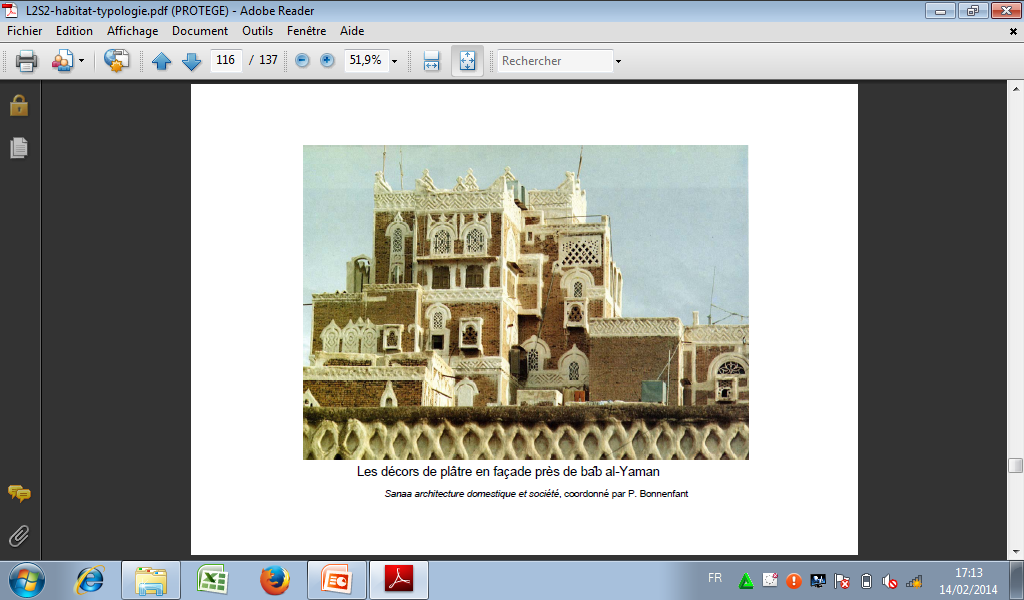 L2S2-habitat-typologie.pdf (PROTEGE) - Adobe Reader
Fichier Edition Affichage Document Outils Fenêtre Aide
116 / 137 51,9% Rechercher
Les décors de plâtre en façade près de bāb al-Yaman
Sanaa architecture domestique et société, coordonné par P. Bonnenfant
FR 17:13
14/02/2014